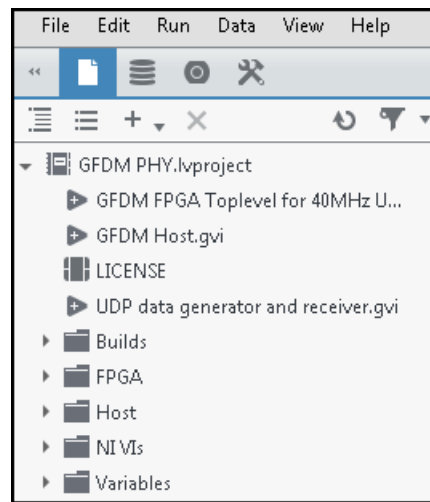 File Edit Run Data View Help
GFDM PHY.lvproject
GFDM FPGA Toplevel for 40MHz U...
GFDM Host.gvi
LICENSE
UDP data generator and receiver.gvi
Builds
FPGA
Host
NI VIs
Variables